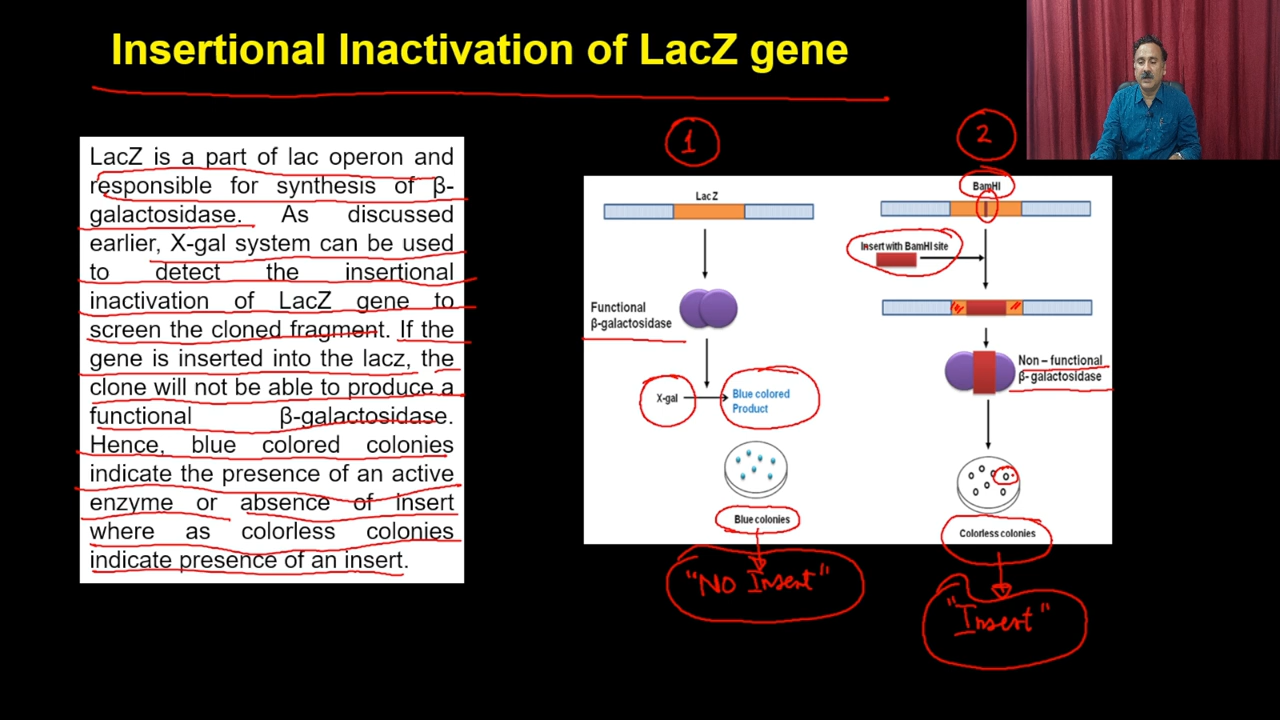 Insertional Inactivation of LacZ gene
LacZ is a part of lac operon and
responsible for synthesis of β-
galactosidase. As discussed
earlier, X-gal system can be used
to detect the insertional
inactivation of LacZ gene to
screen the cloned fragment. If the
gene is inserted into the lacz, the
clone will not be able to produce a
functional β-galactosidase.
Hence, blue colored colonies
indicate the presence of an active
enzyme or absence of insert
where as colorless colonies
indicate presence of an insert.
1
Lac Z
Functional
β-galactosidase
X-gal
Blue colored
Product
Blue colonies
"NO Insert"
2
BamHI
Insert with BamHI site
Non – functional
β- galactosidase
Colorless colonies
"Insert"